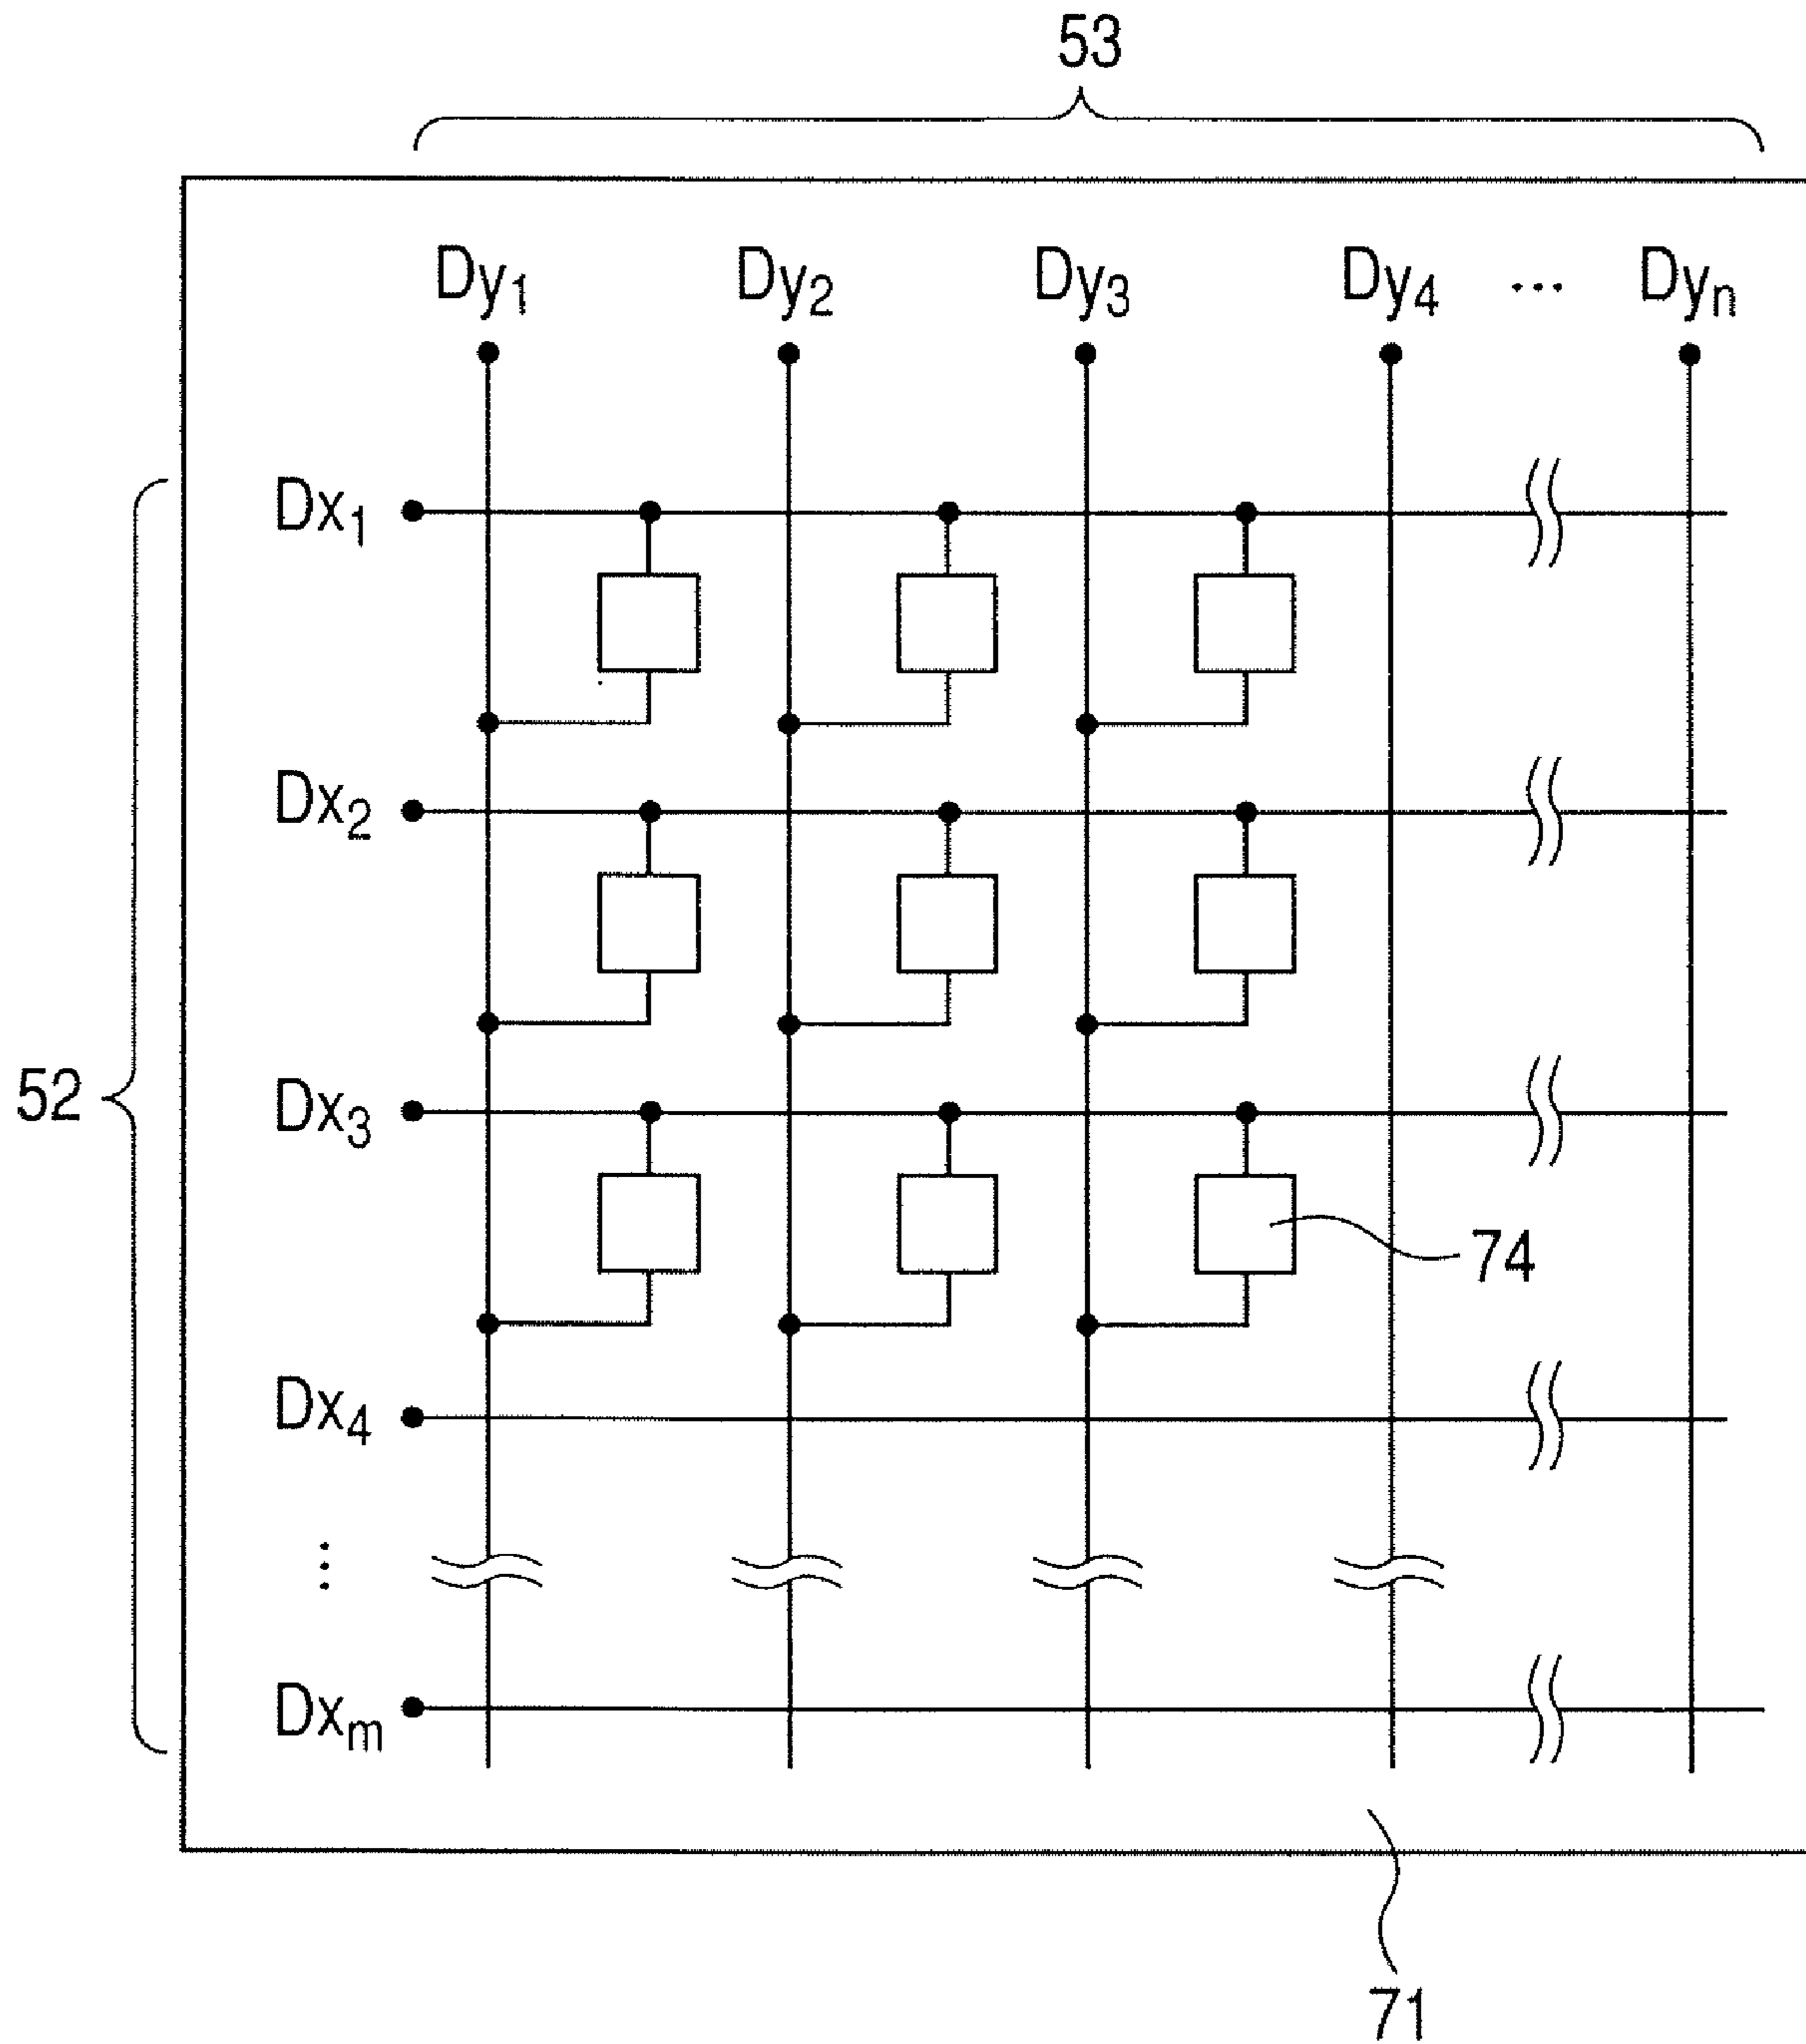 53
Dy1 Dy2 Dy3 Dy4 ... Dyn
Dx1
Dx2
52
Dx3
74
Dx4
⋮
Dxm
71